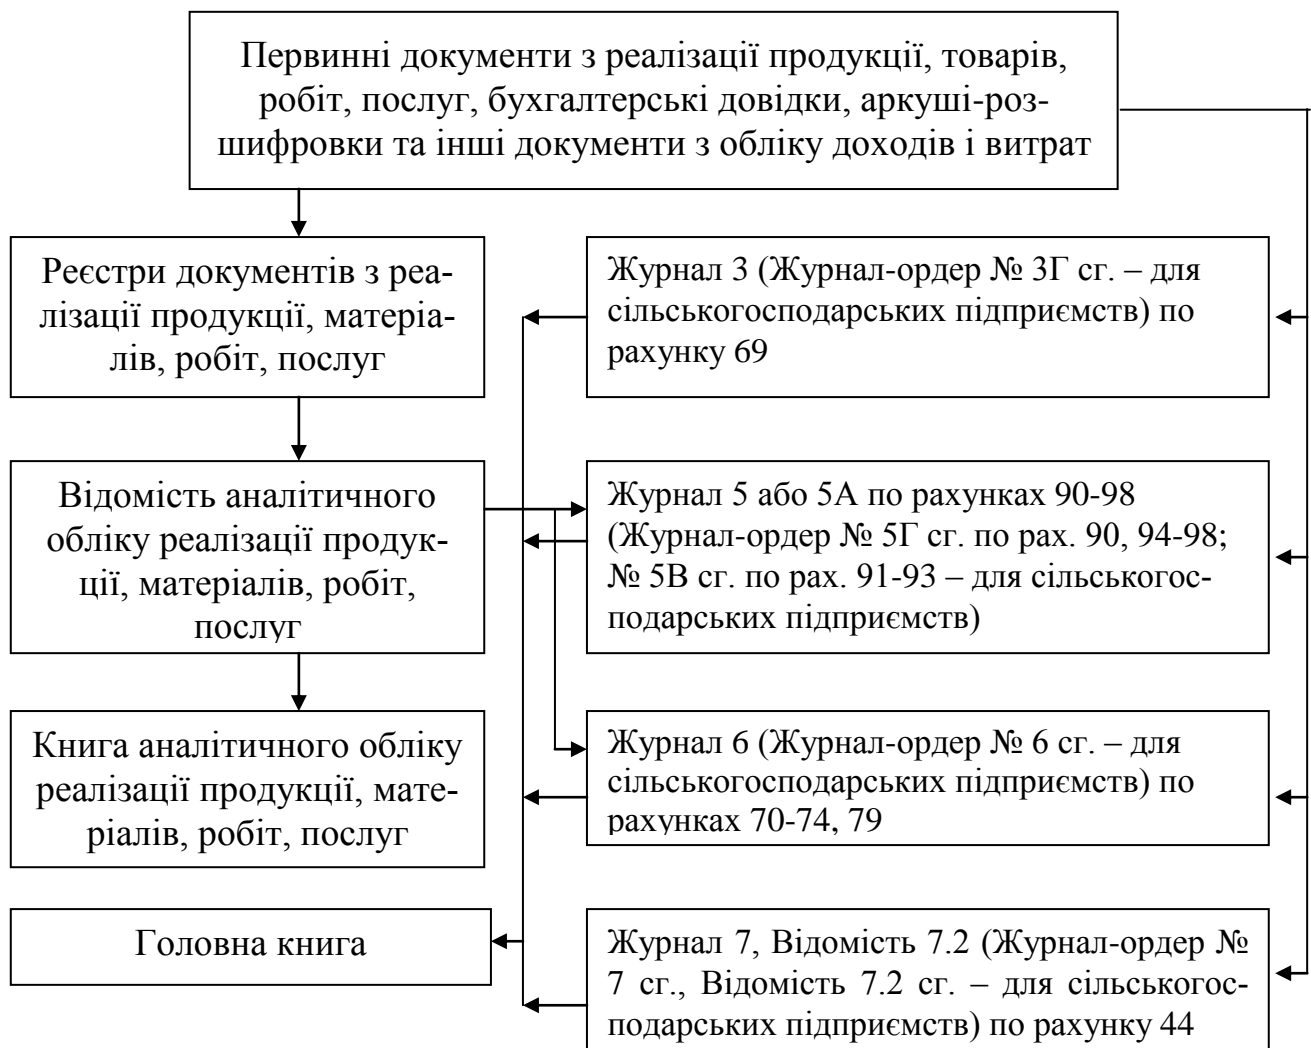 Первинні документи з реалізації продукції, товарів,
робіт, послуг, бухгалтерські довідки, аркуші-роз-
шифровки та інші документи з обліку доходів і витрат
Реєстри документів з реа-
лізації продукції, матеріа-
лів, робіт, послуг
Журнал 3 (Журнал-ордер № 3Г сг. – для
сільськогосподарських підприємств) по
рахунку 69
Відомість аналітичного
обліку реалізації продук-
ції, матеріалів, робіт,
послуг
Журнал 5 або 5А по рахунках 90-98
(Журнал-ордер № 5Г сг. по рах. 90, 94-98;
№ 5В сг. по рах. 91-93 – для сільськогос-
подарських підприємств)
Книга аналітичного обліку
реалізації продукції, мате-
ріалів, робіт, послуг
Журнал 6 (Журнал-ордер № 6 сг. – для
сільськогосподарських підприємств) по
рахунках 70-74, 79
Головна книга
Журнал 7, Відомість 7.2 (Журнал-ордер №
7 сг., Відомість 7.2 сг. – для сільськогос-
подарських підприємств) по рахунку 44